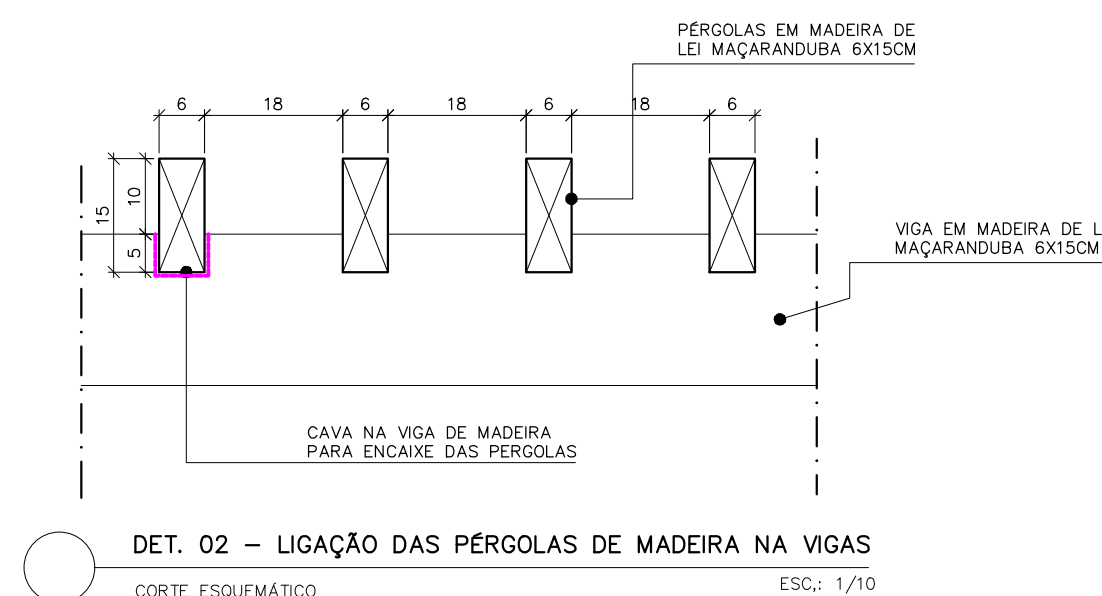 PÉRGOLAS EM MADEIRA DE
LEI MAÇARANDUBA 6X15CM
6 18 6 18 6 18 6
15
10
5
VIGA EM MADEIRA DE L
MAÇARANDUBA 6X15CM
CAVA NA VIGA DE MADEIRA
PARA ENCAIXE DAS PERGOLAS
DET. 02 – LIGAÇÃO DAS PÉRGOLAS DE MADEIRA NA VIGAS
CORTE ESQUEMÁTICO
ESC,: 1/10